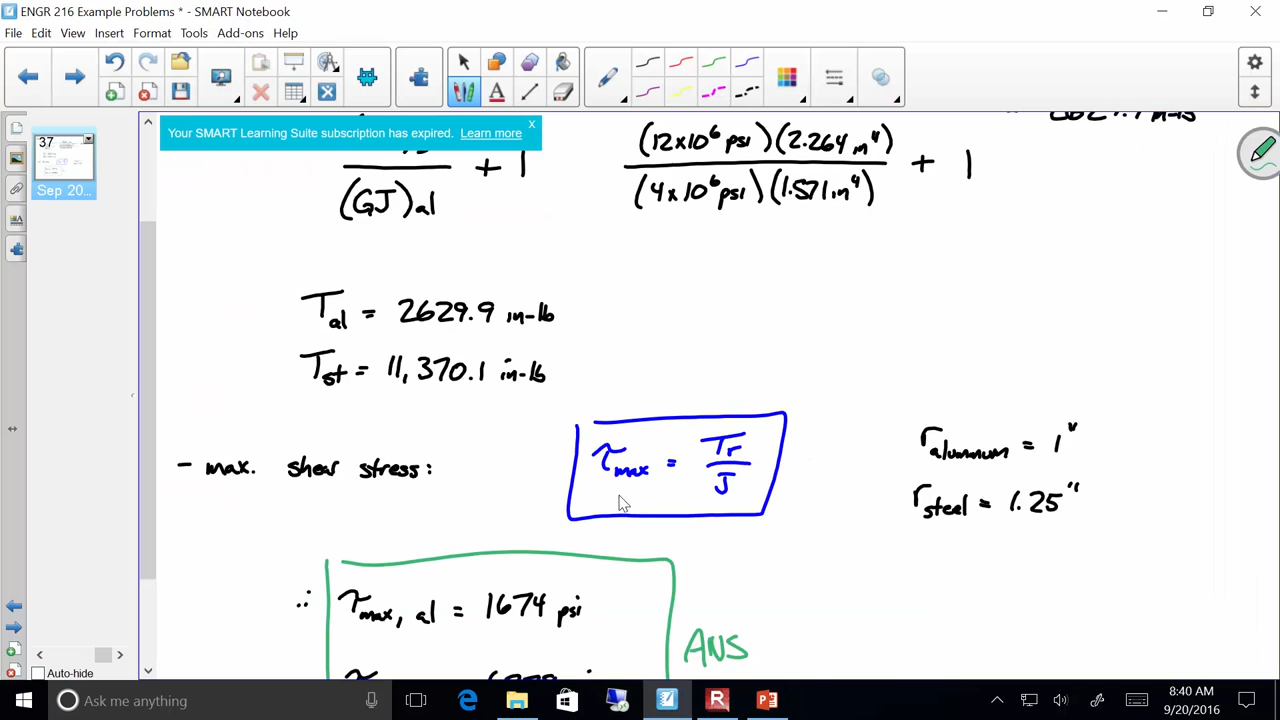 ENGR 216 Example Problems * - SMART Notebook
File Edit View Insert Format Tools Add-ons Help
Your SMART Learning Suite subscription has expired. Learn more x
37
Sep 20...
(GJ)al + 1
(12x10⁶ psi)(2.264 in⁴)
(4x10⁶ psi)(1.571 in⁴) + 1
Tal = 2629.9 in-lb
Tst = 11,370.1 in-lb
- max. shear stress:
τmax = Tr/J
raluminum = 1"
rsteel = 1.25"
∴ τmax, al = 1674 psi
ANS
Auto-hide
Ask me anything
8:40 AM
9/20/2016